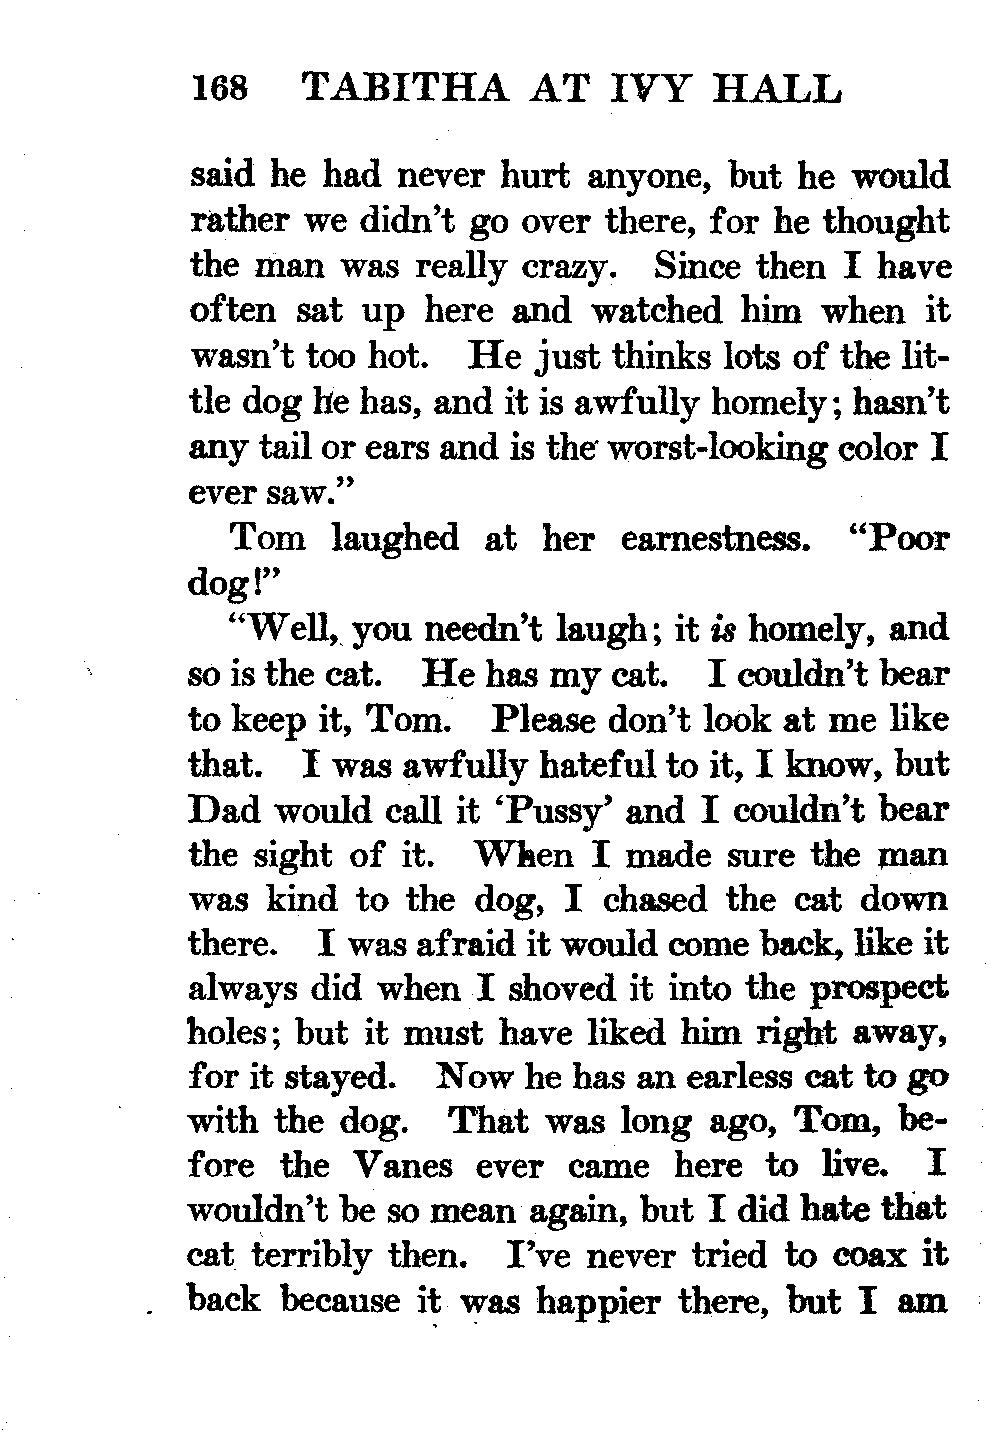 168 TABITHA AT IVY HALL
said he had never hurt anyone, but he would
rather we didn't go over there, for he thought
the man was really crazy. Since then I have
often sat up here and watched him when it
wasn't too hot. He just thinks lots of the lit-
tle dog he has, and it is awfully homely; hasn't
any tail or ears and is the worst-looking color I
ever saw."
Tom laughed at her earnestness. "Poor
dog!"
"Well, you needn't laugh; it is homely, and
so is the cat. He has my cat. I couldn't bear
to keep it, Tom. Please don't look at me like
that. I was awfully hateful to it, I know, but
Dad would call it 'Pussy' and I couldn't bear
the sight of it. When I made sure the man
was kind to the dog, I chased the cat down
there. I was afraid it would come back, like it
always did when I shoved it into the prospect
holes; but it must have liked him right away,
for it stayed. Now he has an earless cat to go
with the dog. That was long ago, Tom, be-
fore the Vanes ever came here to live. I
wouldn't be so mean again, but I did hate that
cat terribly then. I've never tried to coax it
back because it was happier there, but I am